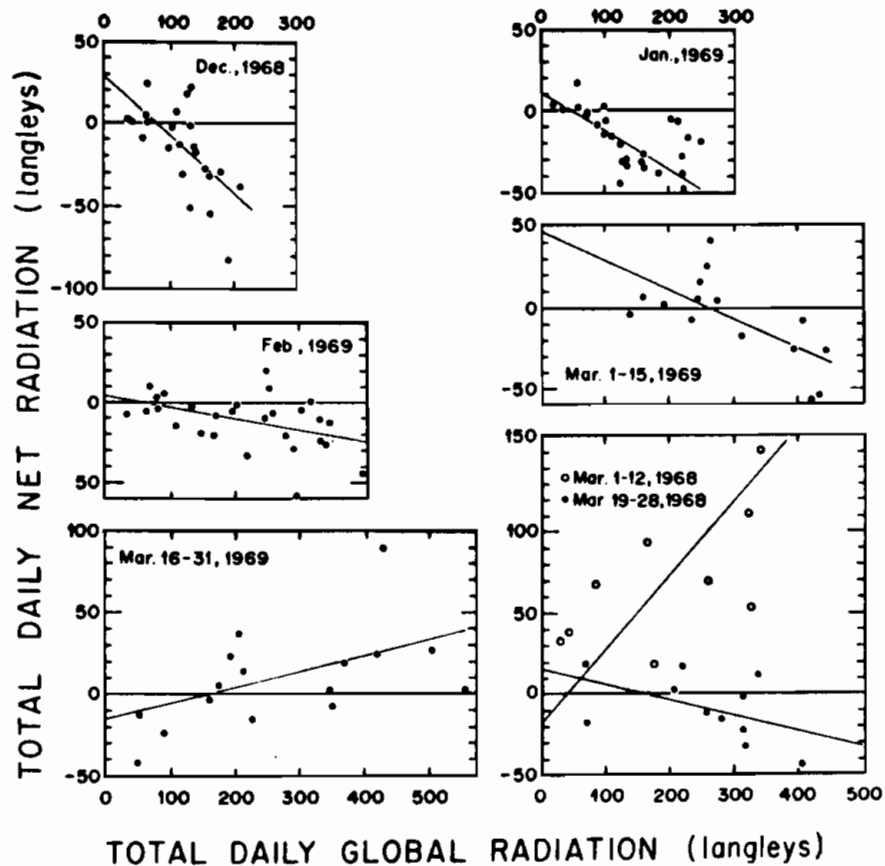 TOTAL DAILY NET RADIATION (langleys)
0 100 200 300
50
0
-50
-100
Dec., 1968
0 100 200 300
50
0
-50
Jan., 1969
50
0
50
Feb, 1969
50
0
-50
Mar. 1-15, 1969
100
50
0
-50
Mar. 16-31, 1969
0 100 200 300 400 500
150
100
50
0
-50
Mar. 1-12, 1968
Mar 19-28, 1968
0 100 200 300 400 500
TOTAL DAILY GLOBAL RADIATION (langleys)